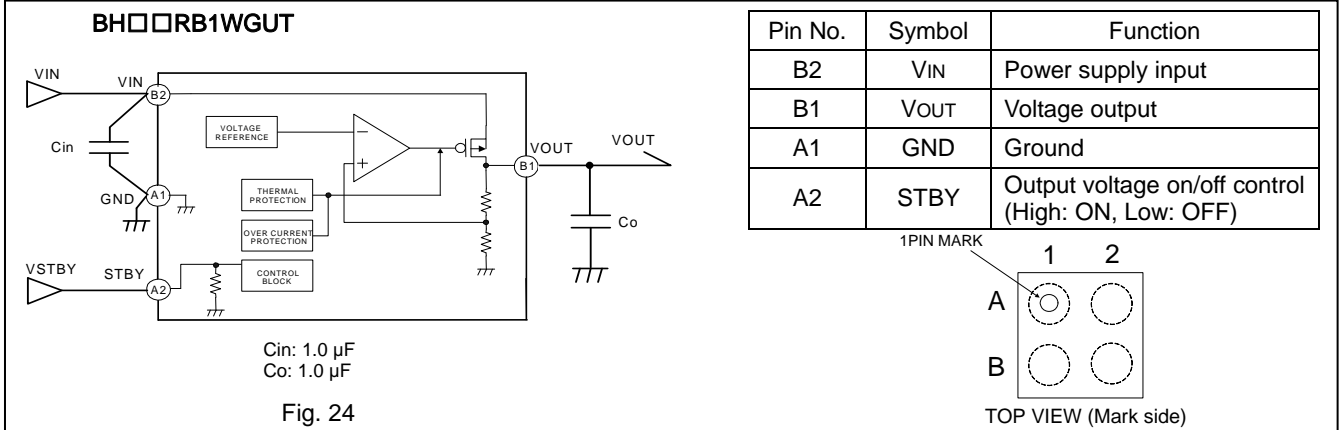 BH□□RB1WGUT
VIN
VIN
B2
Cin
GND
A1
VSTBY
STBY
A2
VOLTAGE
REFERENCE
THERMAL
PROTECTION
OVER CURRENT
PROTECTION
CONTROL
BLOCK
−
+
VOUT
B1
VOUT
Co
Cin: 1.0 µF
Co: 1.0 µF
Fig. 24
Pin No. Symbol Function
B2 VIN Power supply input
B1 VOUT Voltage output
A1 GND Ground
A2 STBY Output voltage on/off control
(High: ON, Low: OFF)
1PIN MARK
1 2
A
B
TOP VIEW (Mark side)